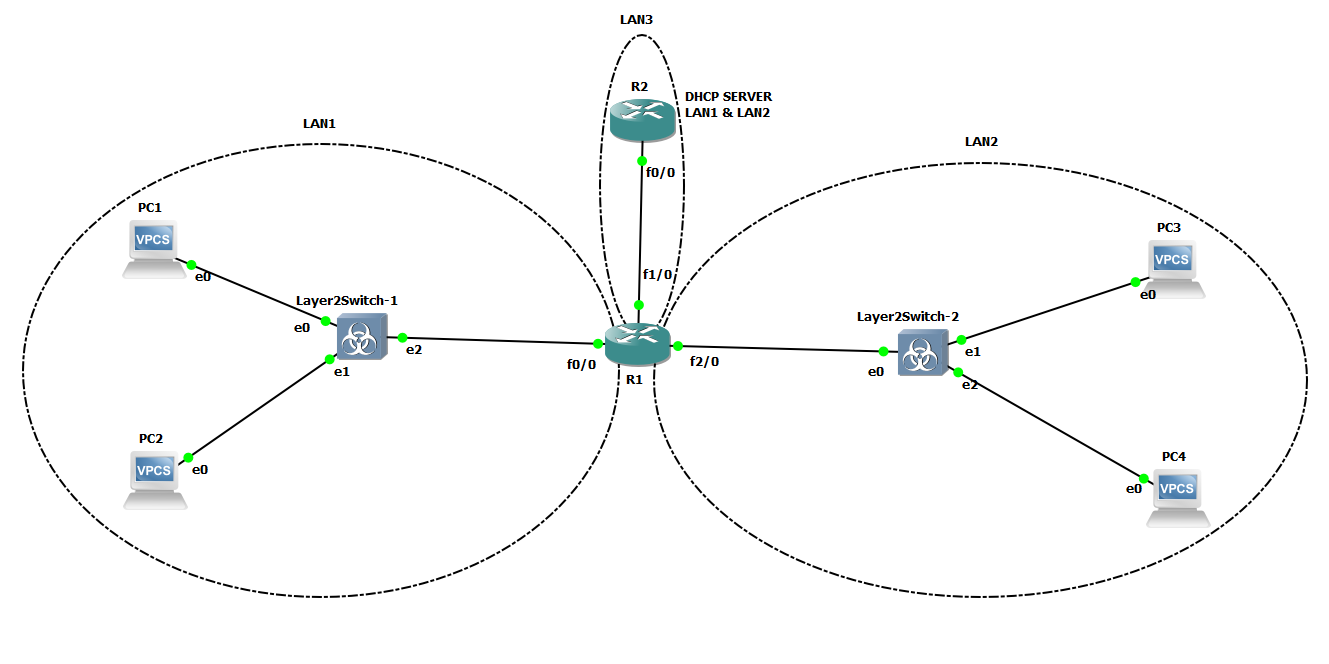 LAN3
R2
DHCP SERVER
LAN1 & LAN2
f0/0
LAN1
LAN2
PC1
VPCS
e0
PC3
VPCS
e0
f1/0
Layer2Switch-1
e0
e2
e1
Layer2Switch-2
e0
e1
e2
f0/0
f2/0
R1
PC2
VPCS
e0
PC4
VPCS
e0